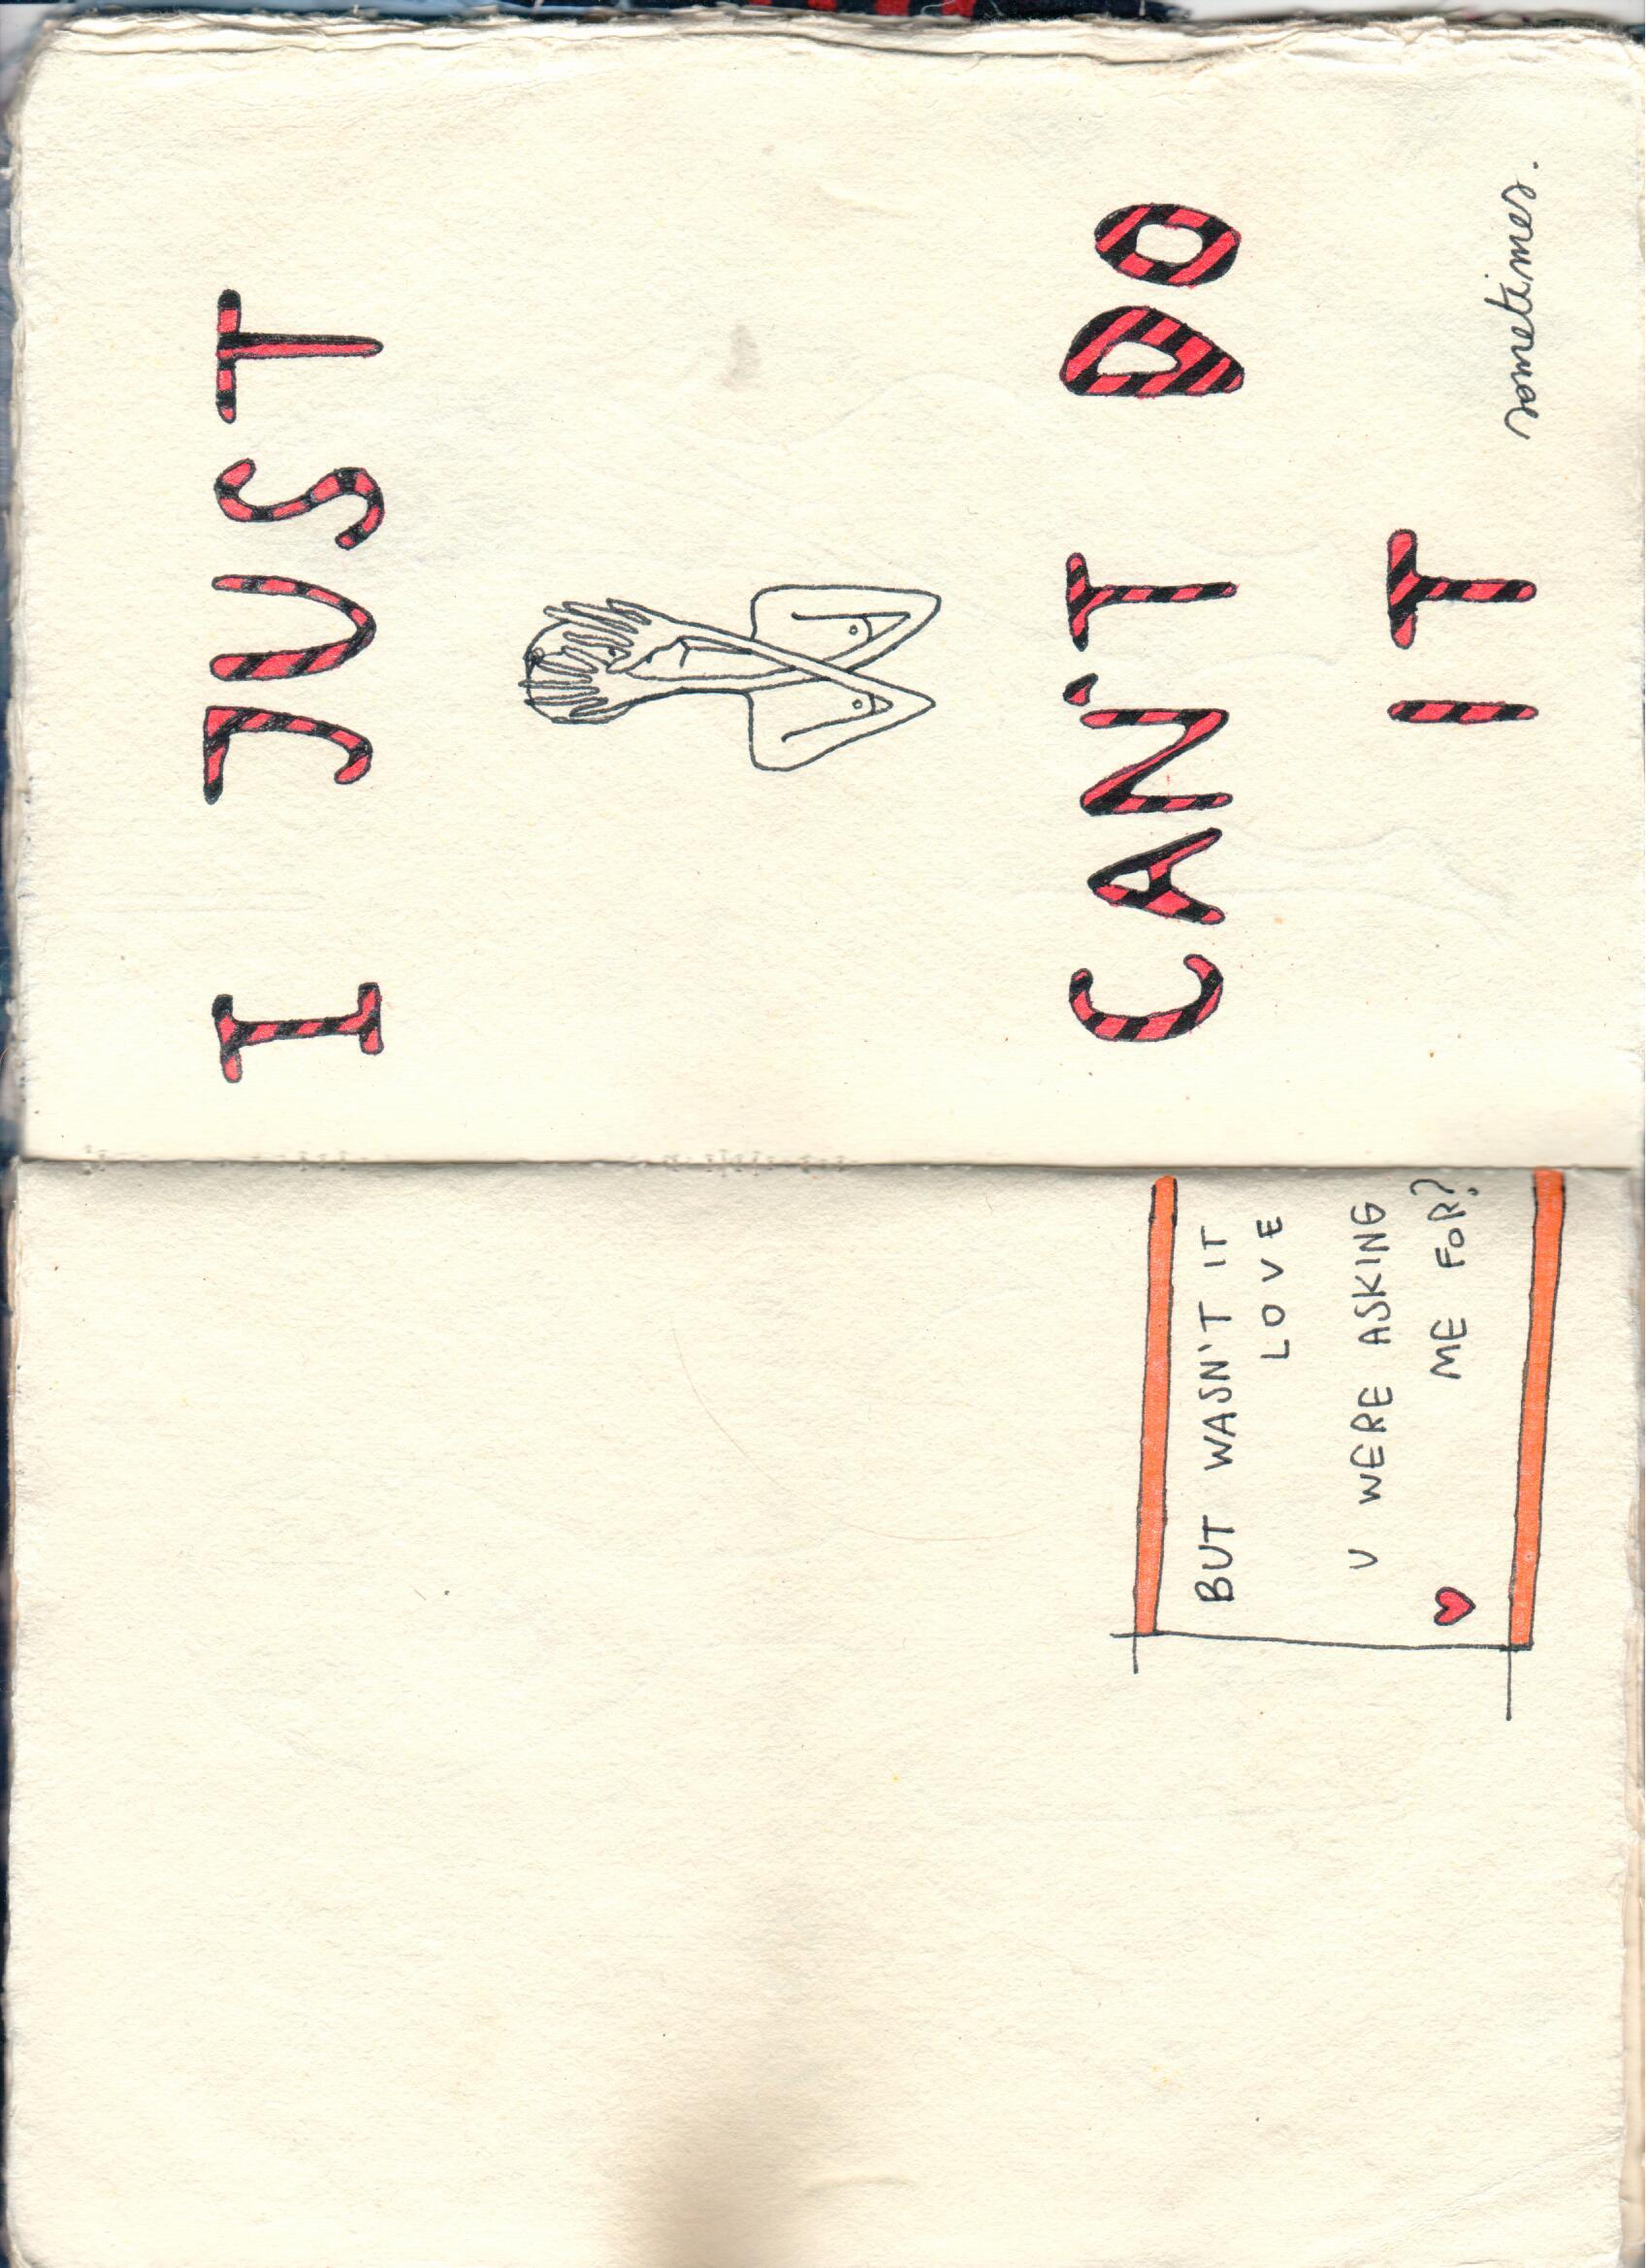 BUT WASN'T IT
LOVE
U WERE ASKING
ME FOR?
I JUST
CAN'T DO
IT
sometimes.